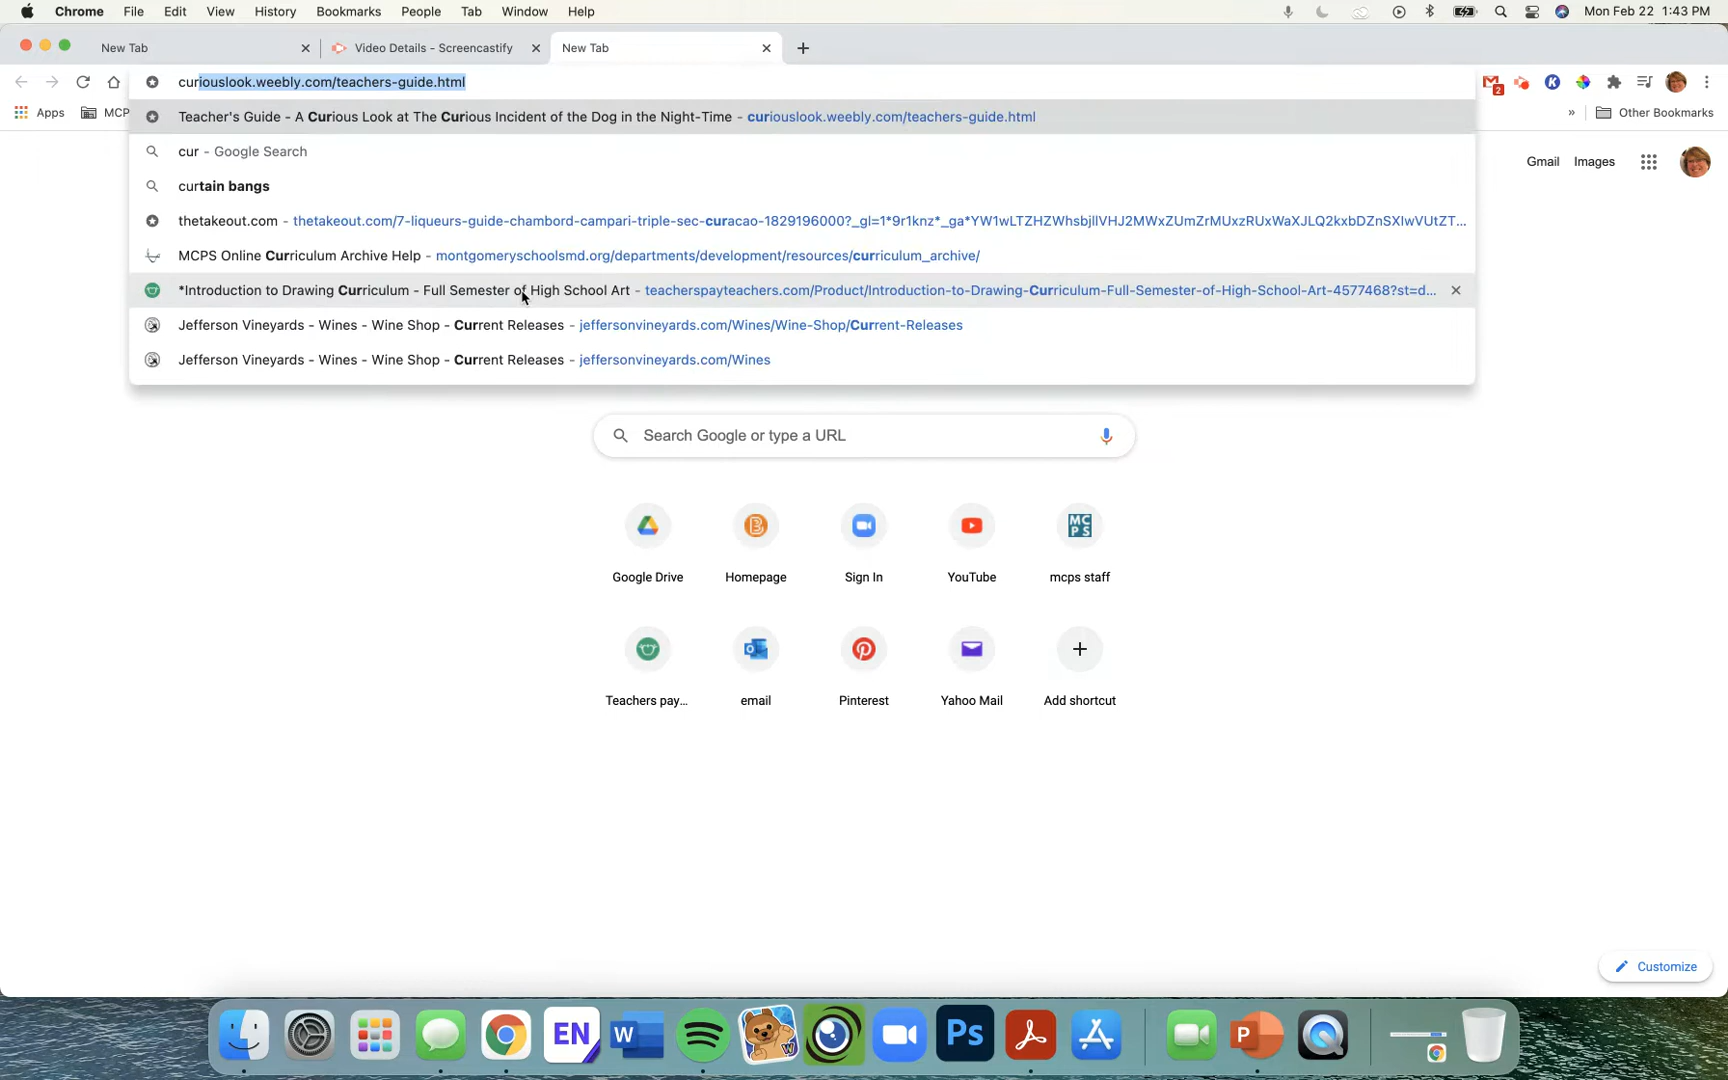 Chrome File Edit View History Bookmarks People Tab Window Help Mon Feb 22 1:43 PM
New Tab Video Details - Screencastify New Tab
curiouslook.weebly.com/teachers-guide.html
2
Apps MCP » Other Bookmarks
Teacher's Guide - A Curious Look at The Curious Incident of the Dog in the Night-Time - curiouslook.weebly.com/teachers-guide.html
cur - Google Search
curtain bangs
thetakeout.com - thetakeout.com/7-liqueurs-guide-chambord-campari-triple-sec-curacao-1829196000?
MCPS Online Curriculum Archive Help - montgomeryschoolsmd.org/departments/development/resources/curriculum_archive/
*Introduction to Drawing Curriculum - Full Semester of High School Art - teacherspayteachers.com/Product/Introduction-to-Drawing-Curriculum-Full-Semester-of-High-School-Art-4577468?st=d...
Jefferson Vineyards - Wines - Wine Shop - Current Releases - jeffersonvineyards.com/Wines/Wine-Shop/Current-Releases
Jefferson Vineyards - Wines - Wine Shop - Current Releases - jeffersonvineyards.com/Wines
Gmail Images
Search Google or type a URL
MC
PS
Google Drive Homepage Sign In YouTube mcps staff
Teachers pay... email Pinterest Yahoo Mail Add shortcut
Customize
EN W W Ps P